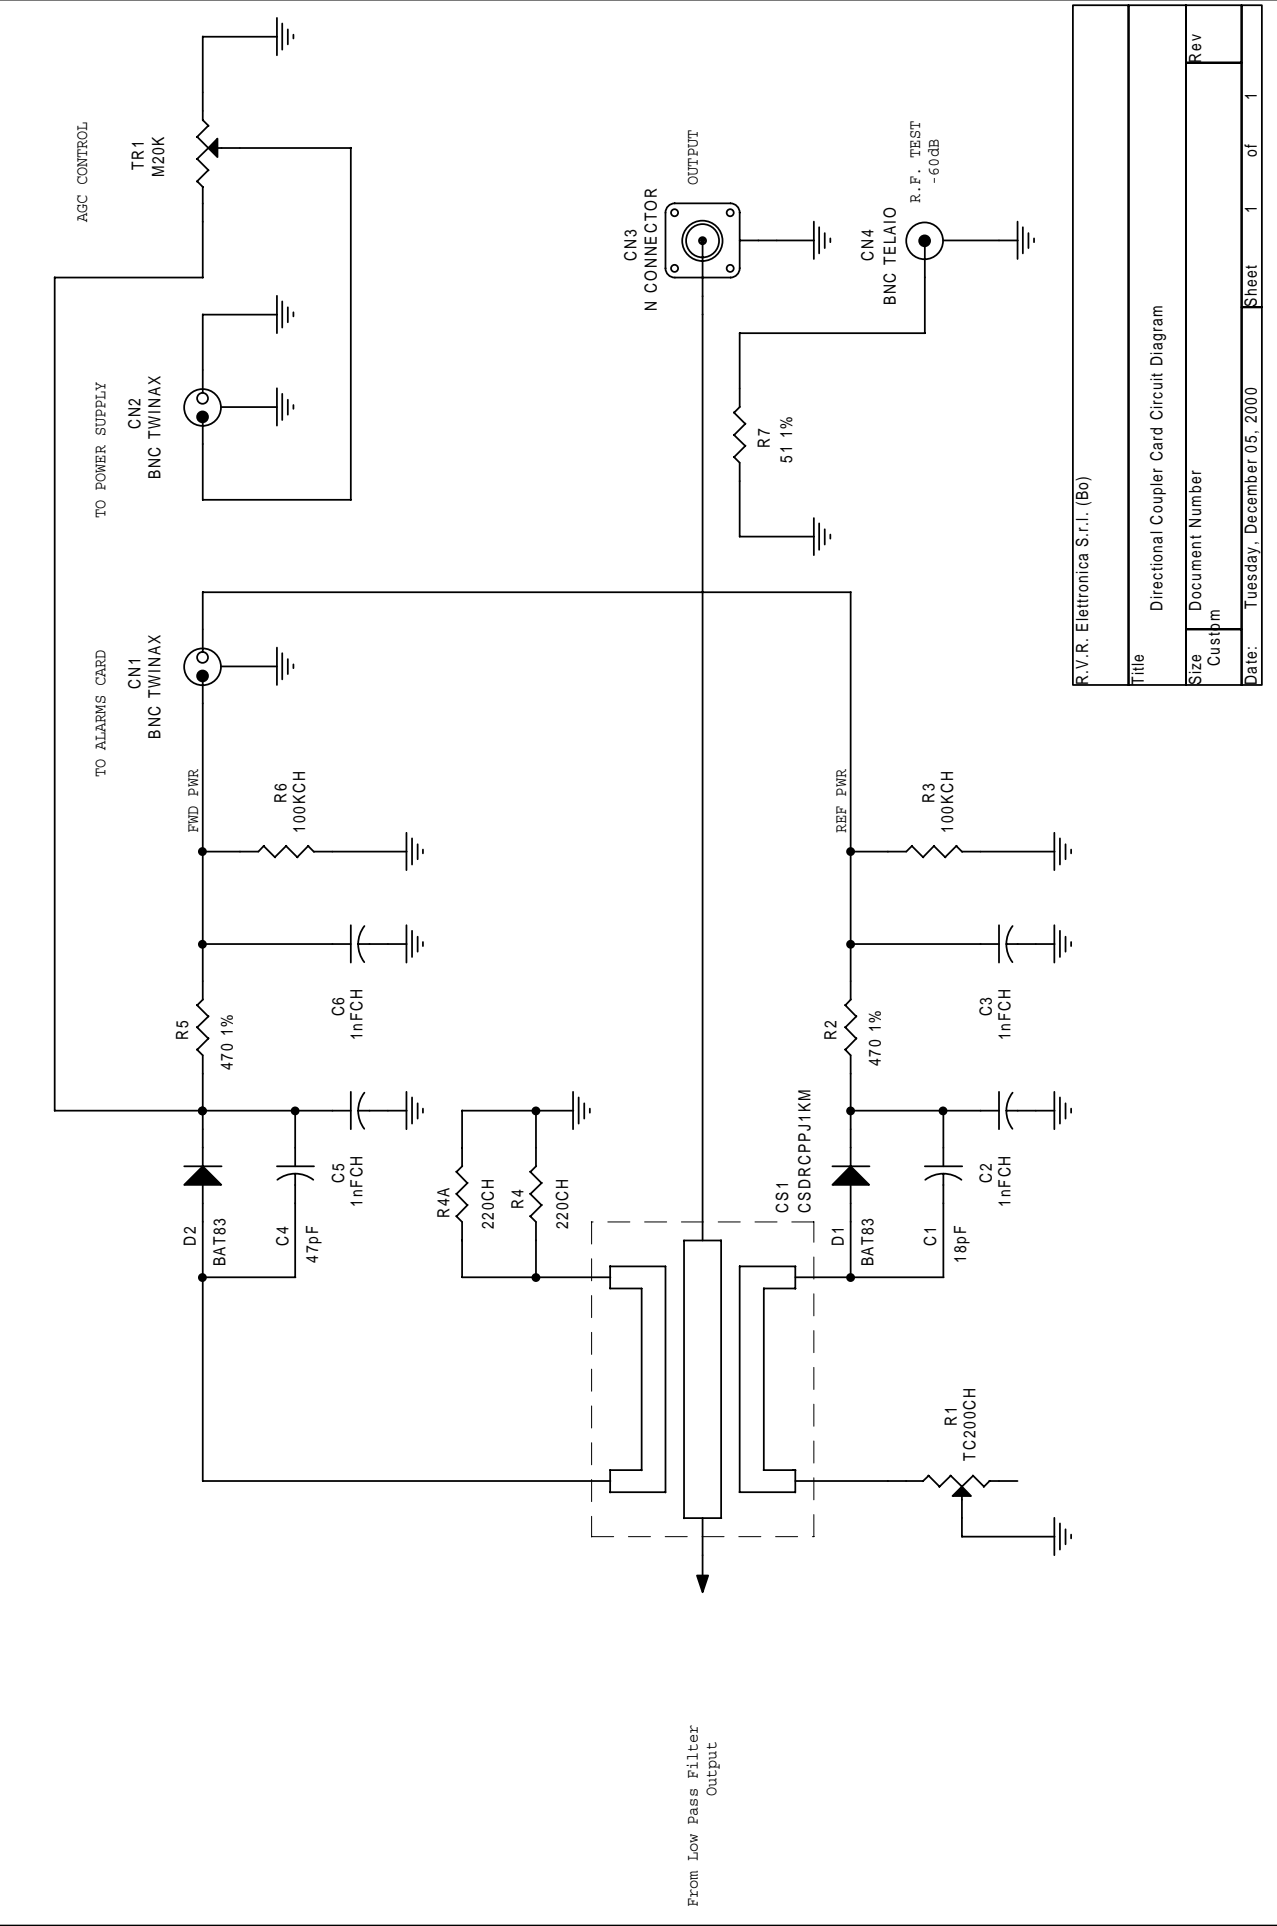 From Low Pass Filter
Output
D2
BAT83
C4
47pF
C5
1nFCH
R5
470 1%
C6
1nFCH
R6
100KCH
FWD PWR
TO ALARMS CARD
CN1
BNC TWINAX
TO POWER SUPPLY
CN2
BNC TWINAX
AGC CONTROL
TR1
M20K
R4A
220CH
R4
220CH
CS1
CSDRCPPJ1KM
CN3
N CONNECTOR
OUTPUT
R7
51 1%
CN4
BNC TELAIO
R.F. TEST
-60dB
R1
TC200CH
D1
BAT83
C1
18pF
C2
1nFCH
R2
470 1%
C3
1nFCH
R3
100KCH
REF PWR
R.V.R. Elettronica S.r.l. (Bo)
Title
Directional Coupler Card Circuit Diagram
Size Document Number Rev
Custom
Date: Tuesday, December 05, 2000 Sheet 1 of 1